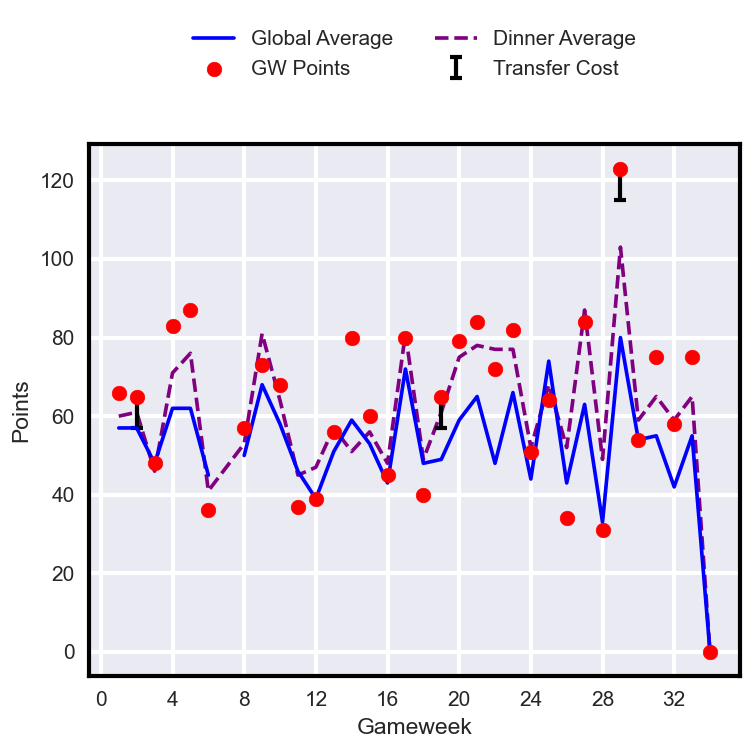 Global Average
Dinner Average
GW Points
Transfer Cost
120
100
80
60
40
20
0
Points
0 4 8 12 16 20 24 28 32
Gameweek